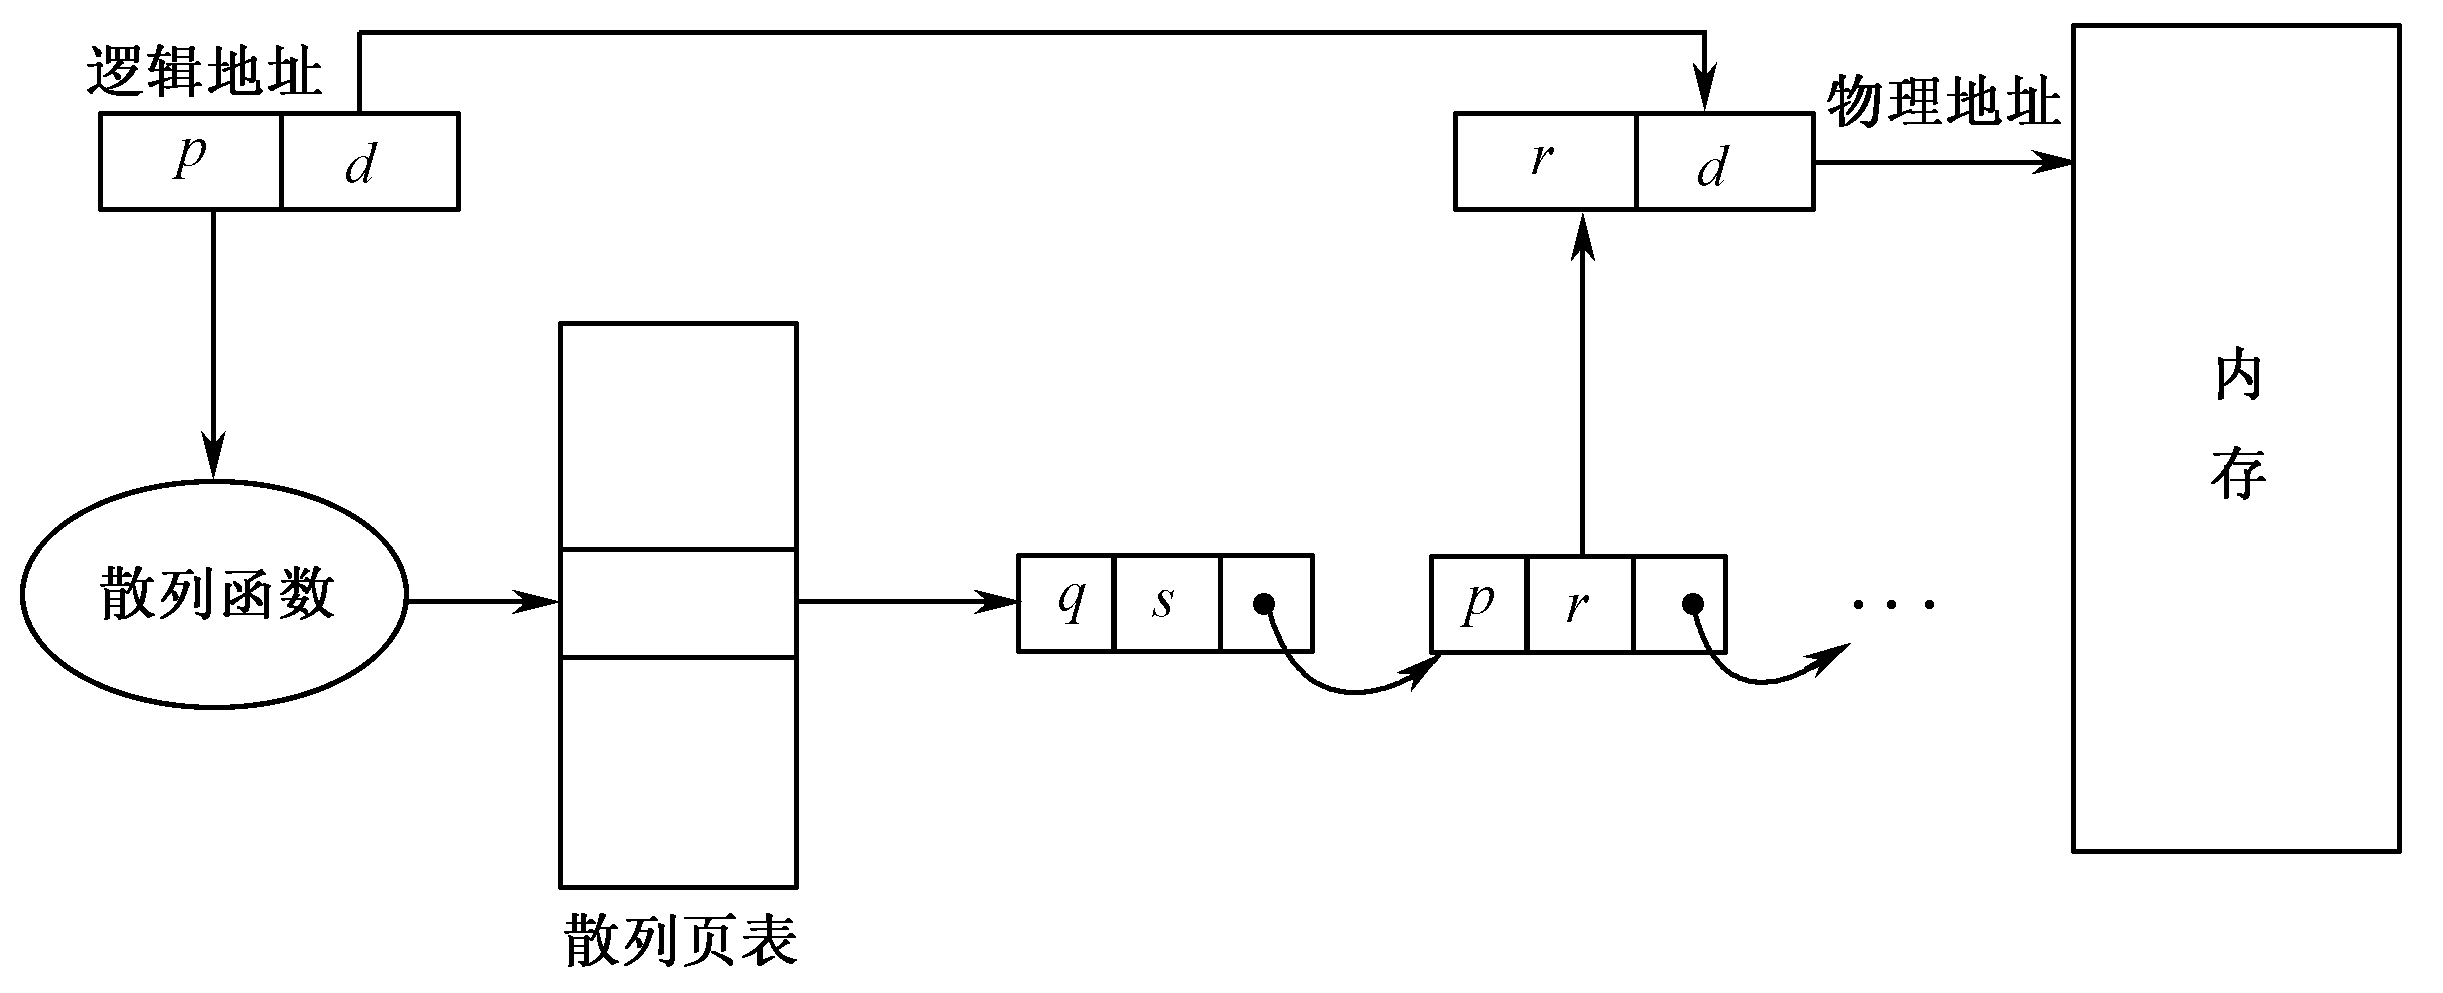 逻辑地址
p d
r d
物理地址
内
存
散列函数
q s
p r
···
散列页表